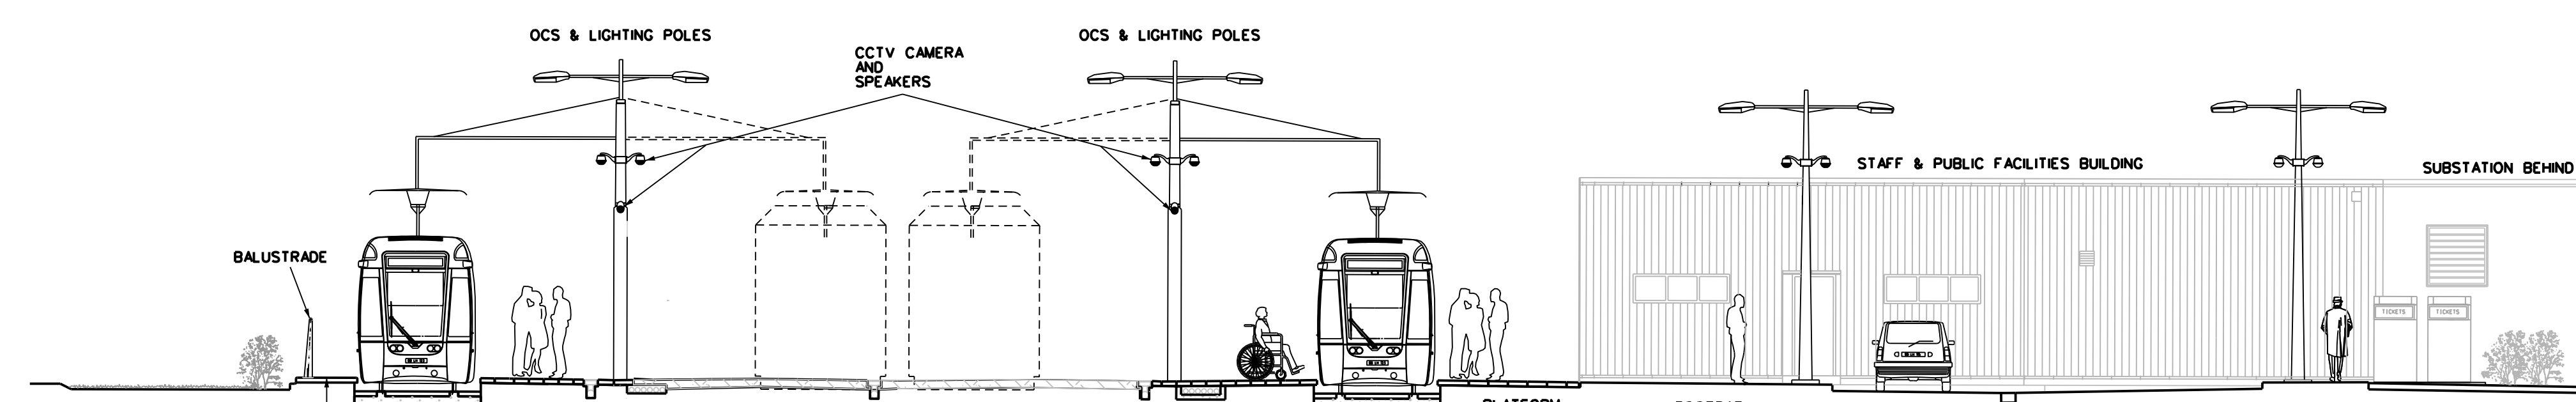 OCS & LIGHTING POLES
CCTV CAMERA
AND
SPEAKERS
OCS & LIGHTING POLES
STAFF & PUBLIC FACILITIES BUILDING
SUBSTATION BEHIND
BALUSTRADE
TICKETS
TICKETS
PLATFORM